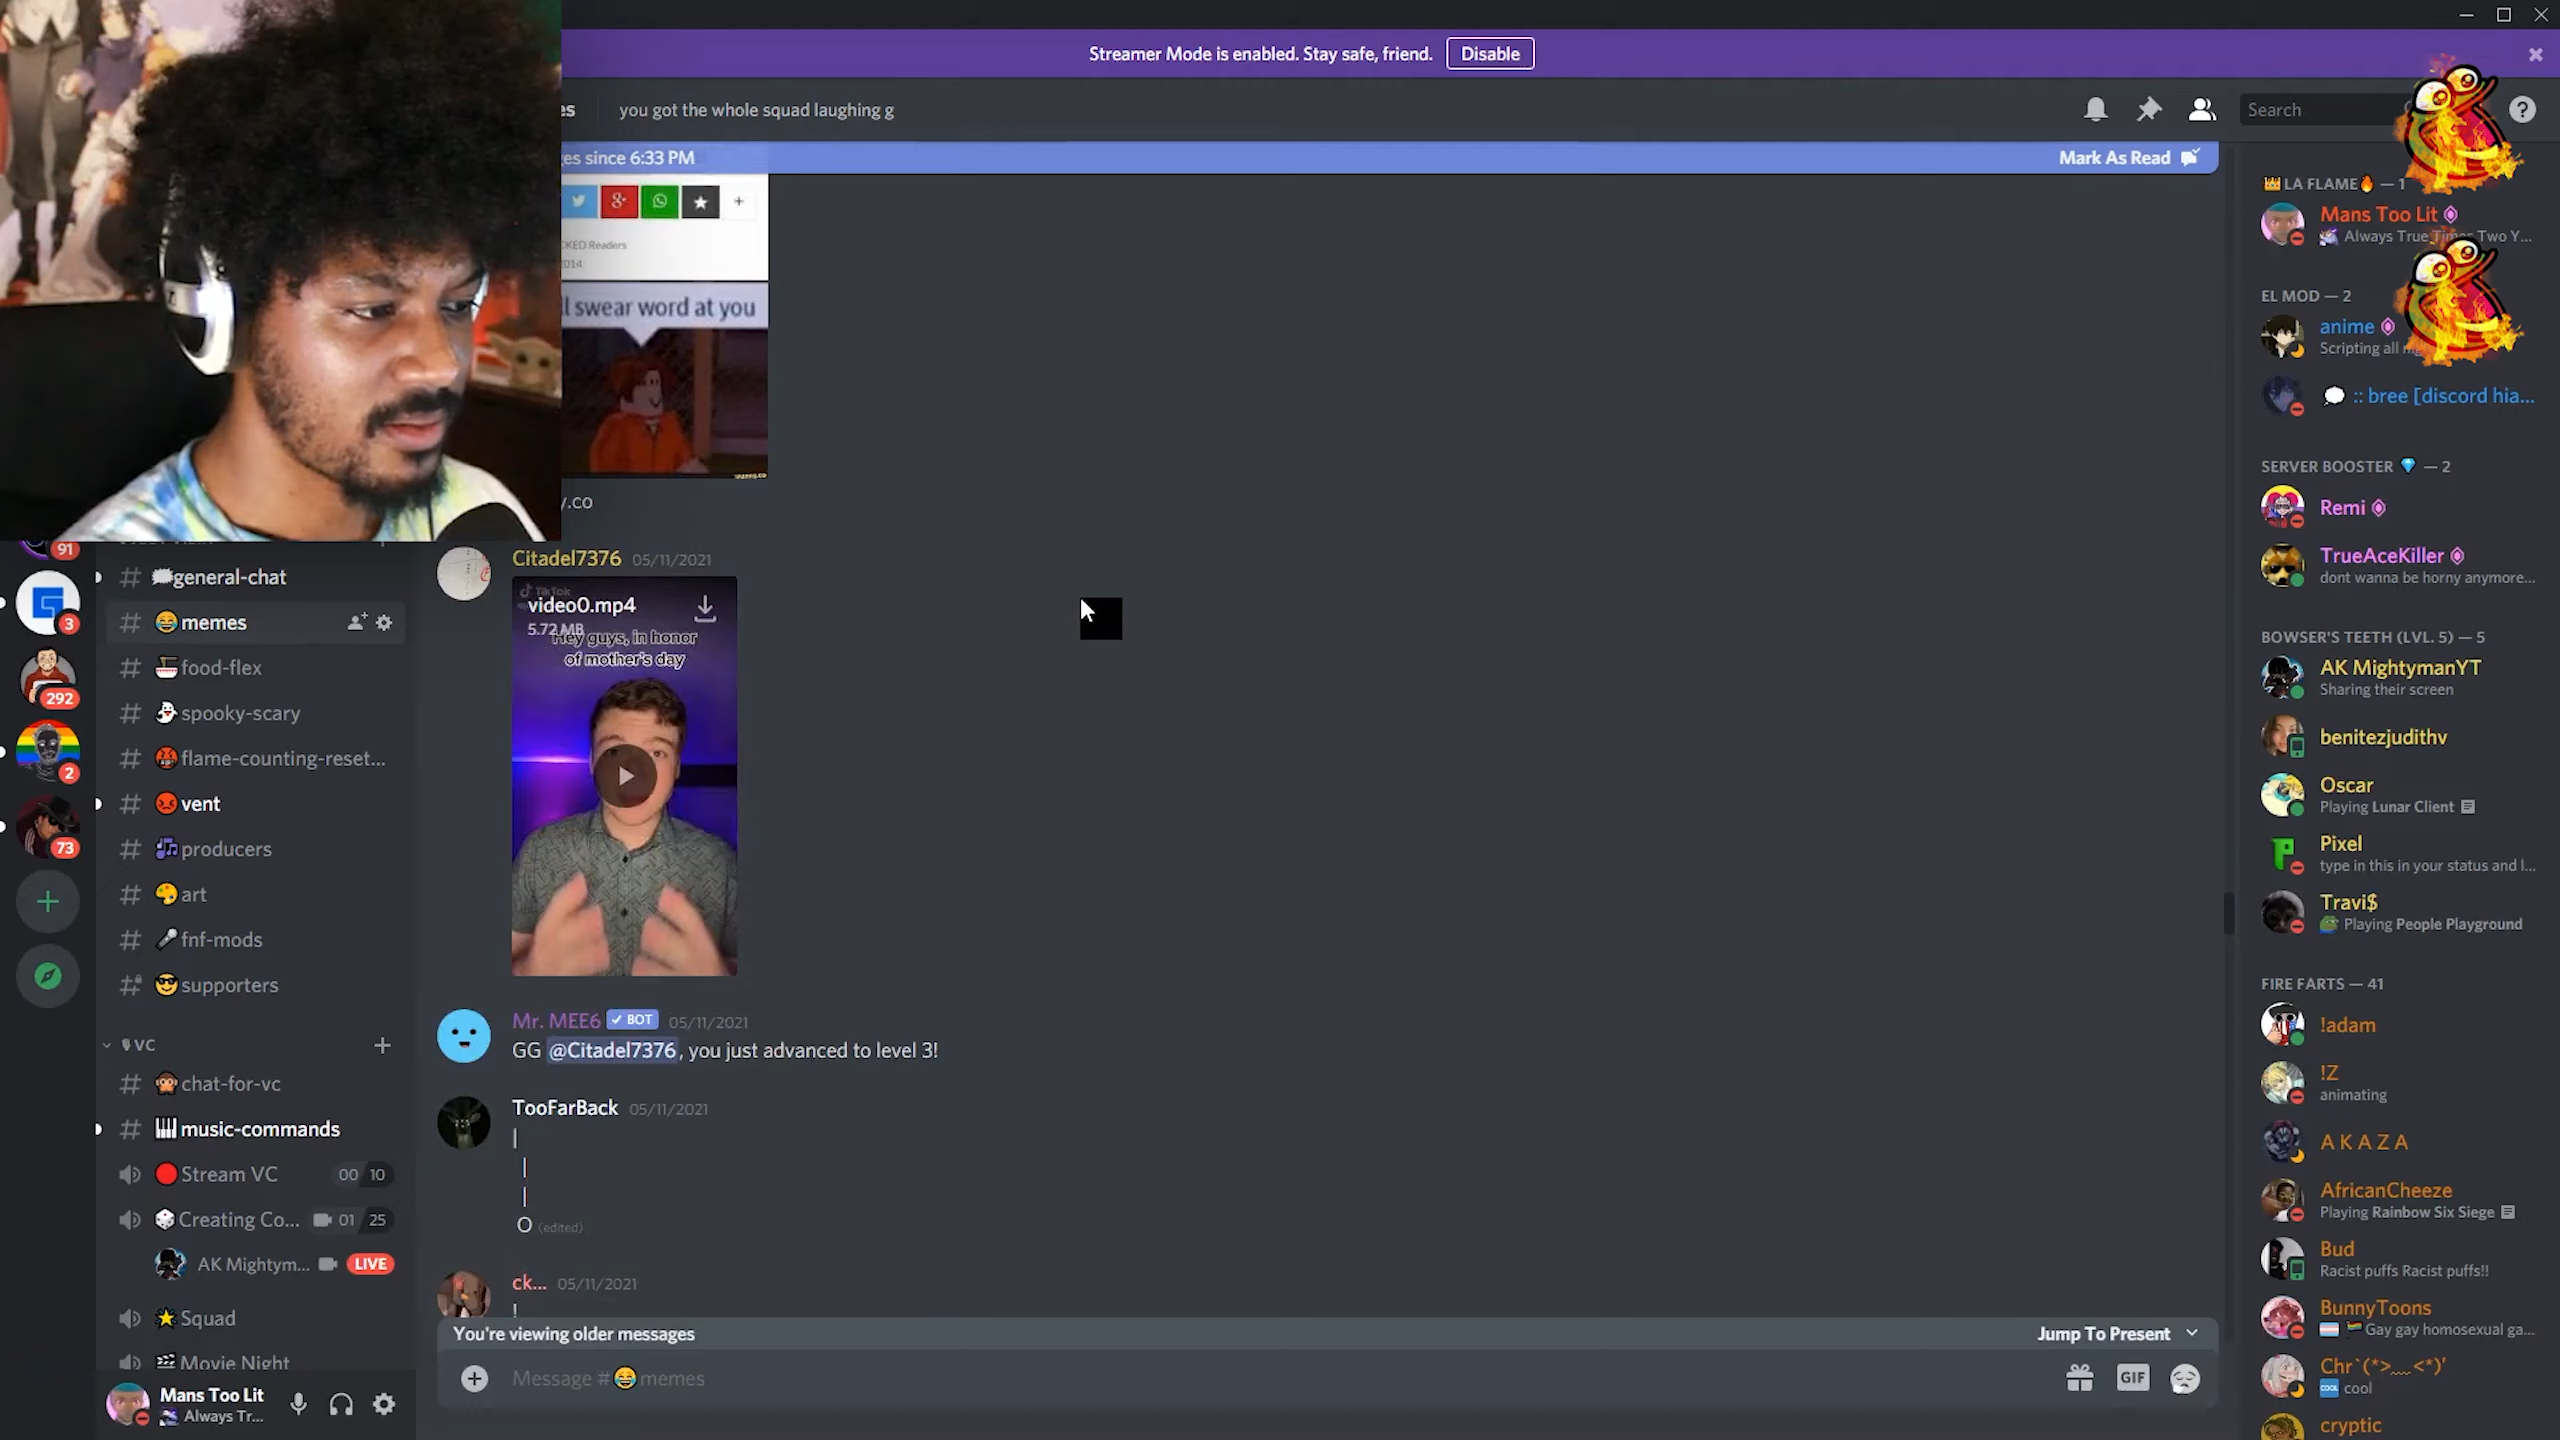 Streamer Mode is enabled. Stay safe, friend.
Disable
es
you got the whole squad laughing g
Search
es since 6:33 PM
Mark As Read
CKED Readers
2014
l swear word at you
y.co
Citadel7376 05/11/2021
TikTok
video0.mp4
5.72 MB
Hey guys, in honor
of mother's day
Mr. MEE6 ✓ BOT 05/11/2021
GG @Citadel7376, you just advanced to level 3!
TooFarBack 05/11/2021
|
|
|
O (edited)
ck... 05/11/2021
!
You're viewing older messages
Jump To Present
Message #😂memes
GIF
91
3
292
2
73
general-chat
😂memes
food-flex
👻spooky-scary
flame-counting-reset...
😡vent
producers
🎨art
🎤fnf-mods
😎supporters
VC
🙊chat-for-vc
🎹music-commands
🔴Stream VC 00 10
🎲Creating Co... 01 25
AK Mightym... LIVE
Squad
🎬Movie Night
Mans Too Lit
Always Tr...
👑LA FLAME🔥 — 1
Mans Too Lit
Always True Times Two Y...
EL MOD — 2
anime
Scripting all
:: bree [discord hia...
SERVER BOOSTER 💎 — 2
Remi
TrueAceKiller
dont wanna be horny anymore...
BOWSER'S TEETH (LVL. 5) — 5
AK MightymanYT
Sharing their screen
benitezjudithv
Oscar
Playing Lunar Client
Pixel
type in this in your status and l...
Travi$
Playing People Playground
FIRE FARTS — 41
!adam
!Z
animating
A K A Z A
AfricanCheeze
Playing Rainbow Six Siege
Bud
Racist puffs Racist puffs!!
BunnyToons
Gay gay homosexual ga...
Chr`(*>﹏<*)′
COOL cool
cryptic